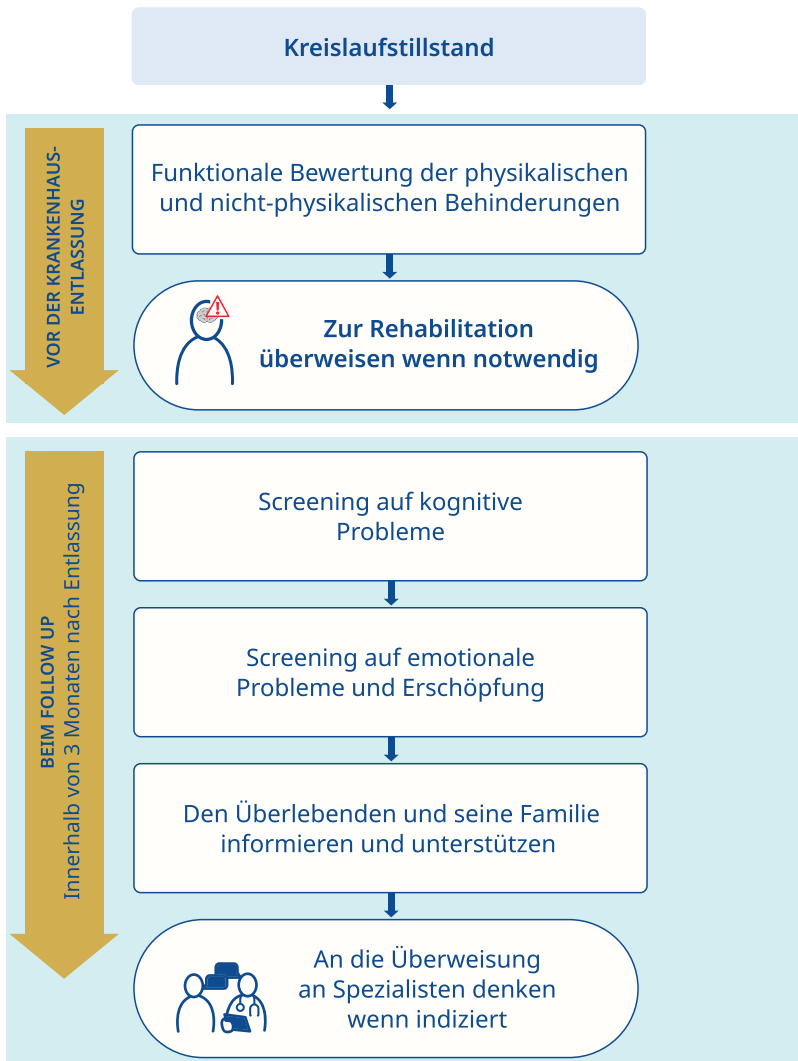 Kreislaufstillstand
VOR DER KRANKENHAUS-
ENTLASSUNG
Funktionale Bewertung der physikalischen
und nicht-physikalischen Behinderungen
Zur Rehabilitation
überweisen wenn notwendig
BEIM FOLLOW UP
Innerhalb von 3 Monaten nach Entlassung
Screening auf kognitive
Probleme
Screening auf emotionale
Probleme und Erschöpfung
Den Überlebenden und seine Familie
informieren und unterstützen
An die Überweisung
an Spezialisten denken
wenn indiziert